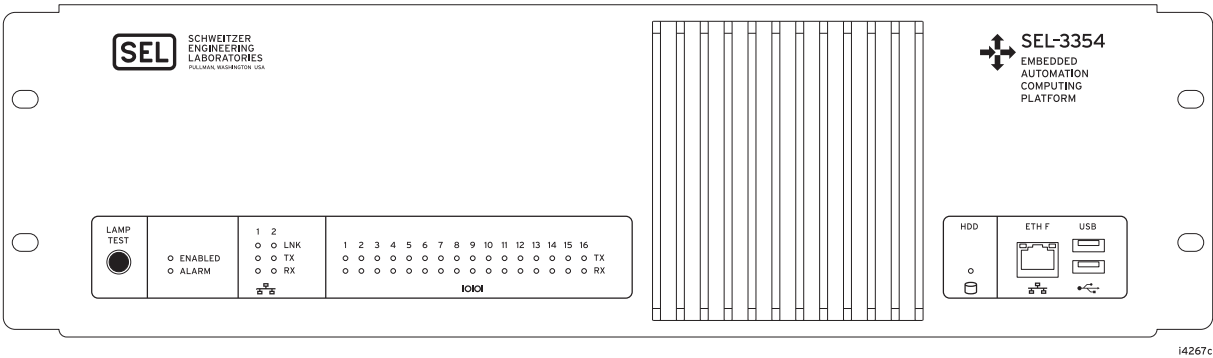 SEL
SCHWEITZER
ENGINEERING
LABORATORIES
PULLMAN, WASHINGTON USA
SEL-3354
EMBEDDED
AUTOMATION
COMPUTING
PLATFORM
LAMP
TEST
ENABLED
ALARM
1 2
LNK
TX
RX
1 2 3 4 5 6 7 8 9 10 11 12 13 14 15 16
TX
RX
IOIOI
HDD
ETH F
USB
i4267c